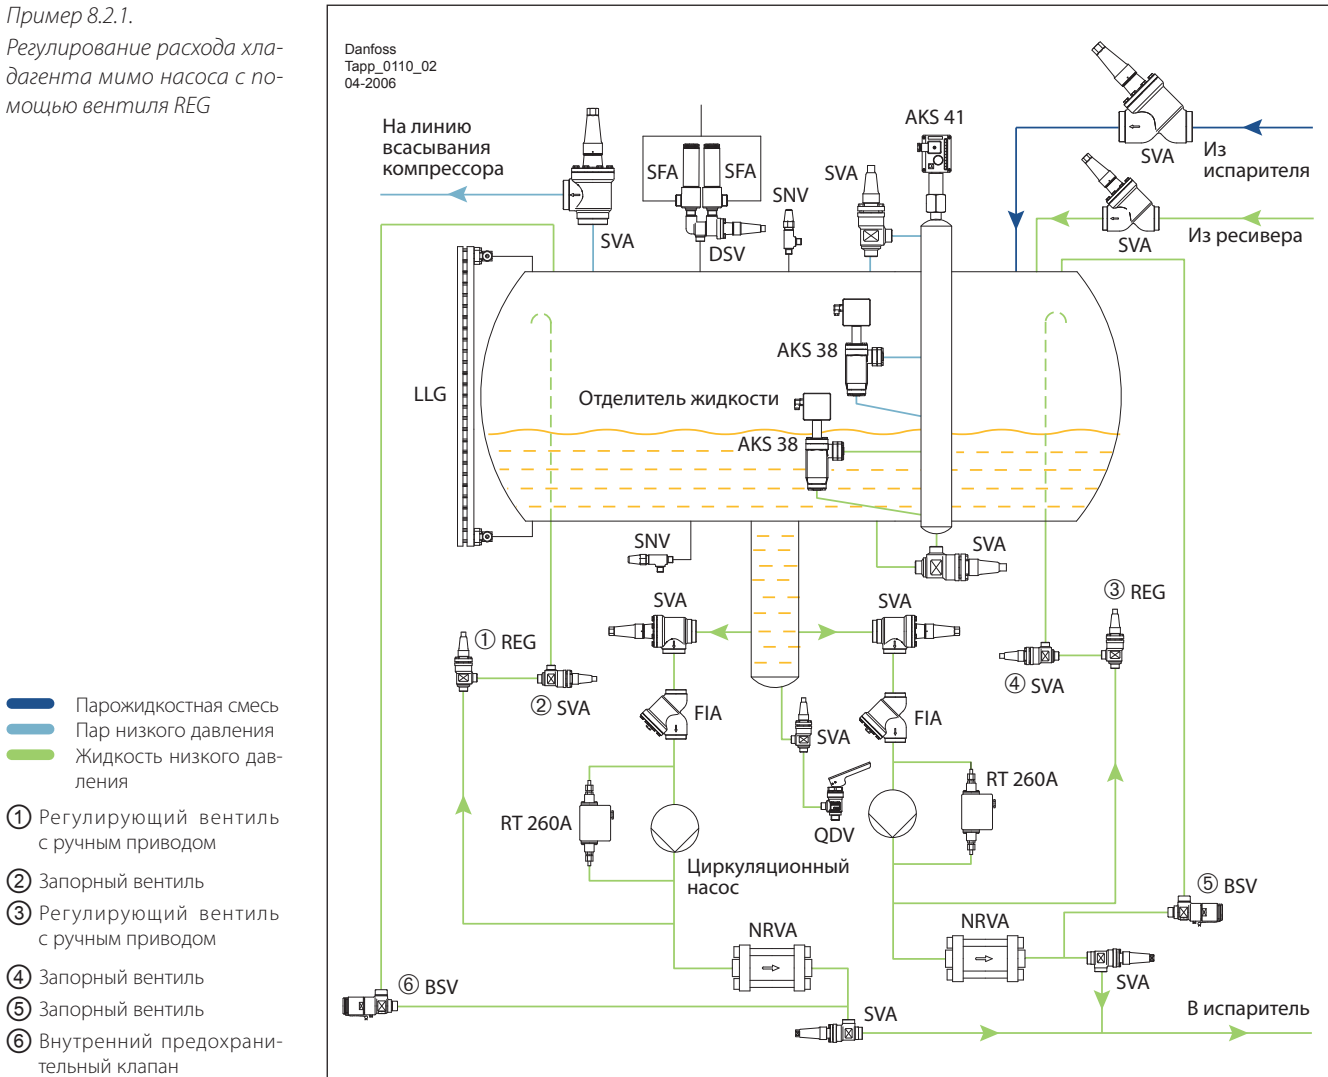 Пример 8.2.1.
Регулирование расхода хла-
дагента мимо насоса с по-
мощью вентиля REG
Парожидкостная смесь
Пар низкого давления
Жидкость низкого дав-
ления
① Регулирующий вентиль
с ручным приводом
② Запорный вентиль
③ Регулирующий вентиль
с ручным приводом
④ Запорный вентиль
⑤ Запорный вентиль
⑥ Внутренний предохрани-
тельный клапан
Danfoss
Tapp_0110_02
04-2006
На линию
всасывания
компрессора
SVA
SFA
SFA
DSV
SNV
SVA
AKS 41
SVA
Из
испарителя
SVA
Из ресивера
LLG
AKS 38
Отделитель жидкости
AKS 38
SNV
SVA
SVA
SVA
① REG
② SVA
③ REG
④ SVA
FIA
FIA
SVA
QDV
RT 260A
RT 260A
Циркуляционный
насос
NRVA
NRVA
⑤ BSV
⑥ BSV
SVA
SVA
В испаритель